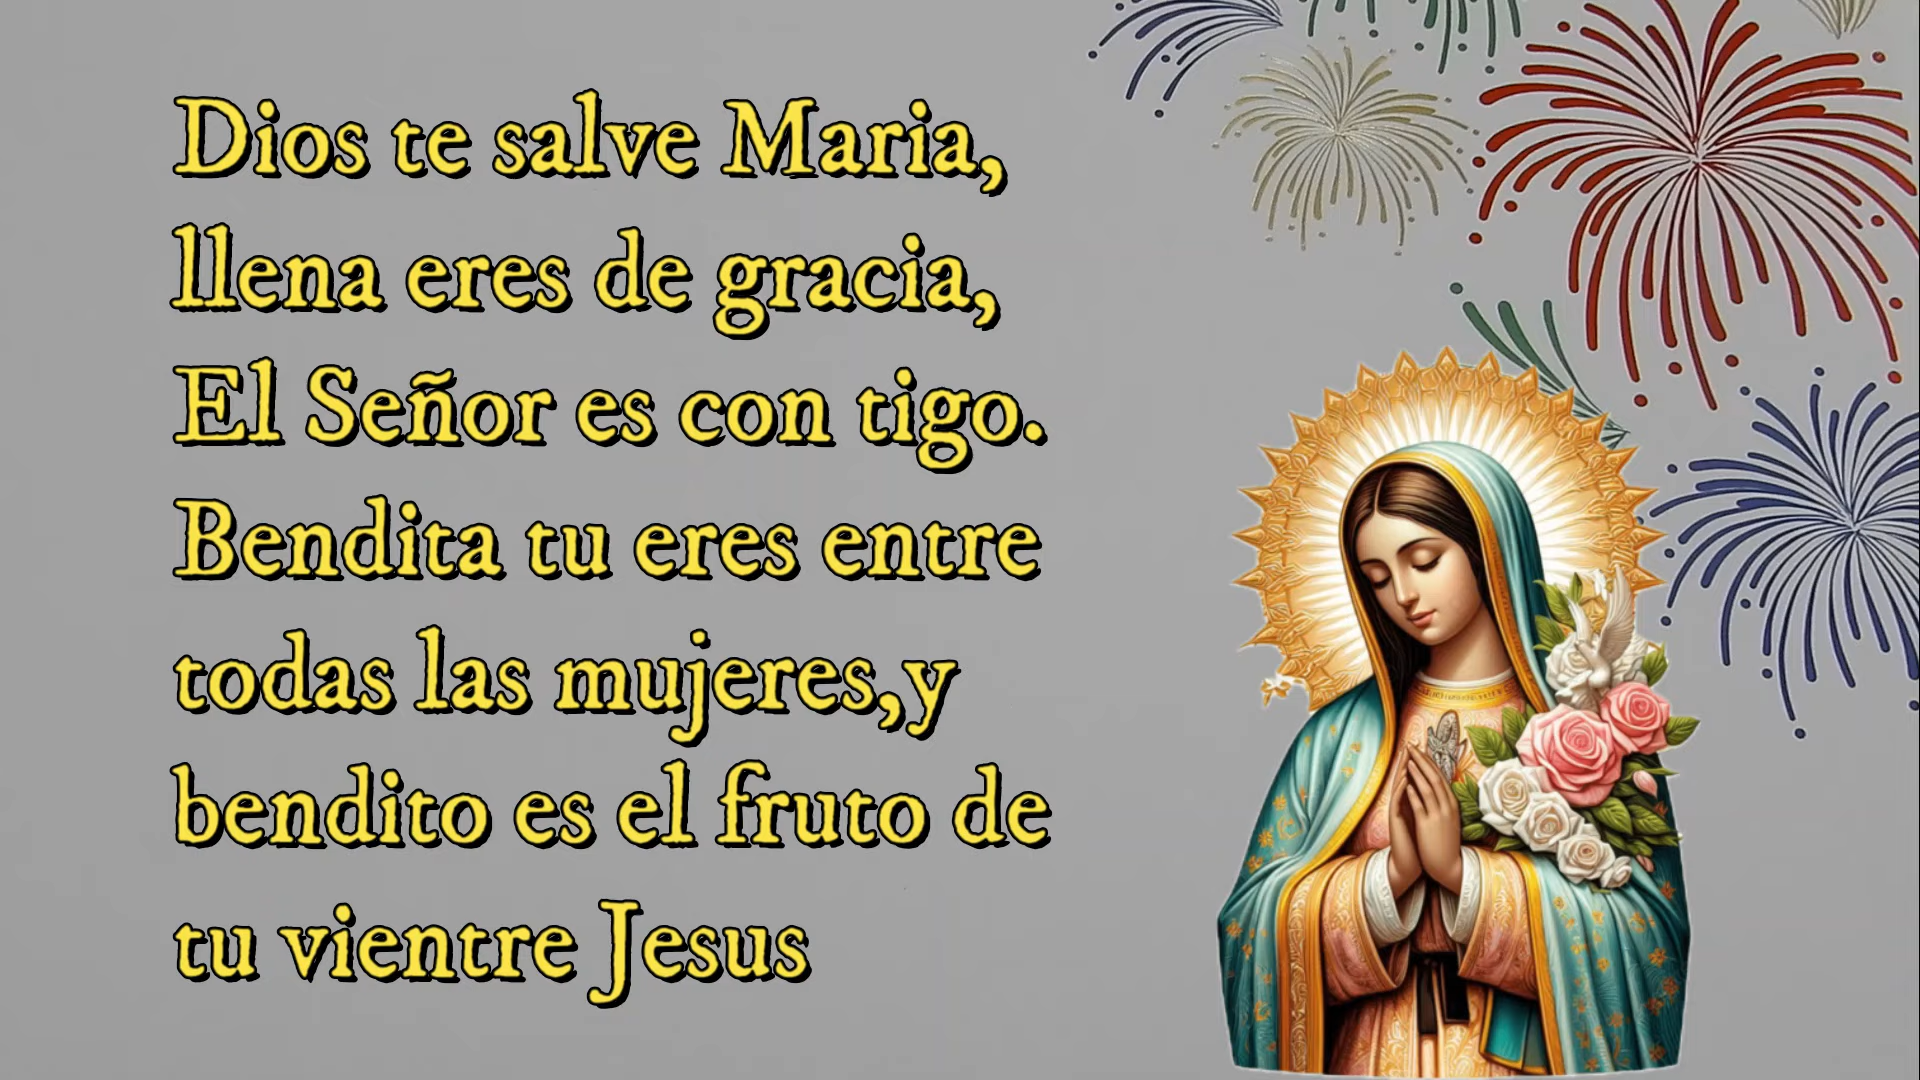 Dios te salve Maria,
llena eres de gracia,
El Señor es con tigo.
Bendita tu eres entre
todas las mujeres,y
bendito es el fruto de
tu vientre Jesus